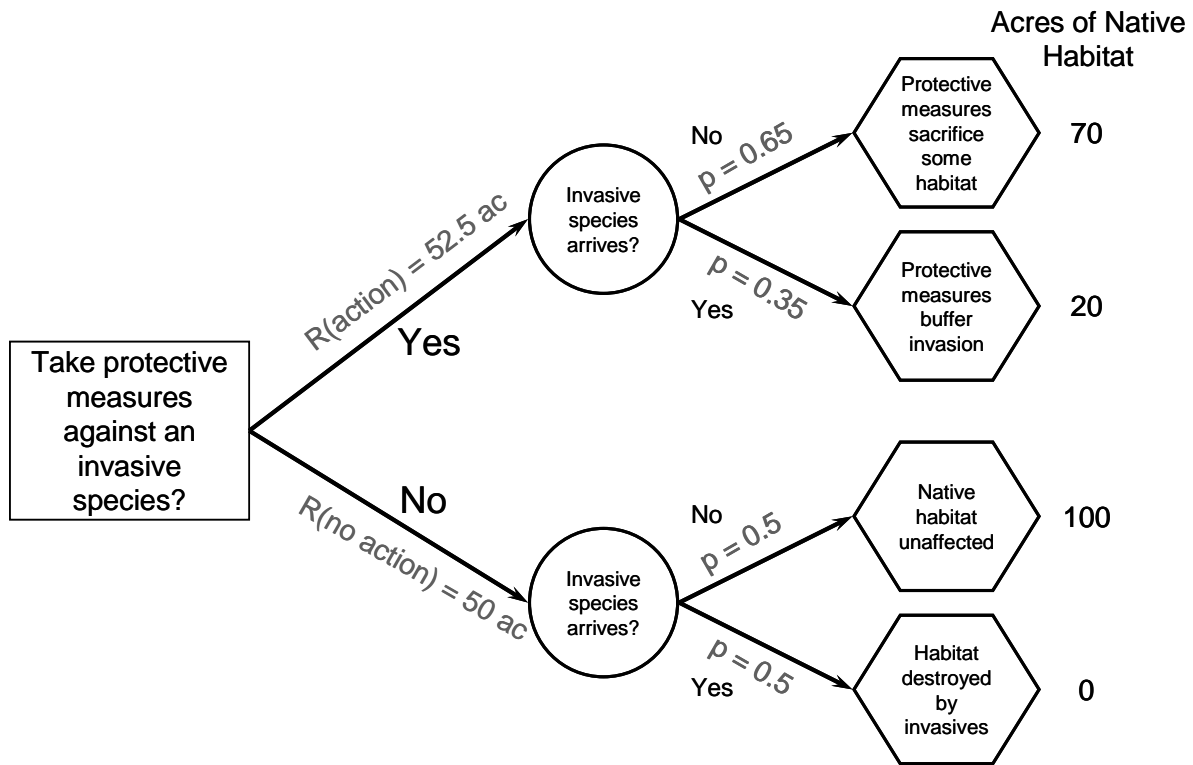 Acres of Native
Habitat
Take protective
measures
against an
invasive
species?
R(action) = 52.5 ac
Yes
Invasive
species
arrives?
No
p = 0.65
Protective
measures
sacrifice
some
habitat
70
p = 0.35
Yes
Protective
measures
buffer
invasion
20
No
R(no action) = 50 ac
Invasive
species
arrives?
No
p = 0.5
Native
habitat
unaffected
100
p = 0.5
Yes
Habitat
destroyed
by
invasives
0